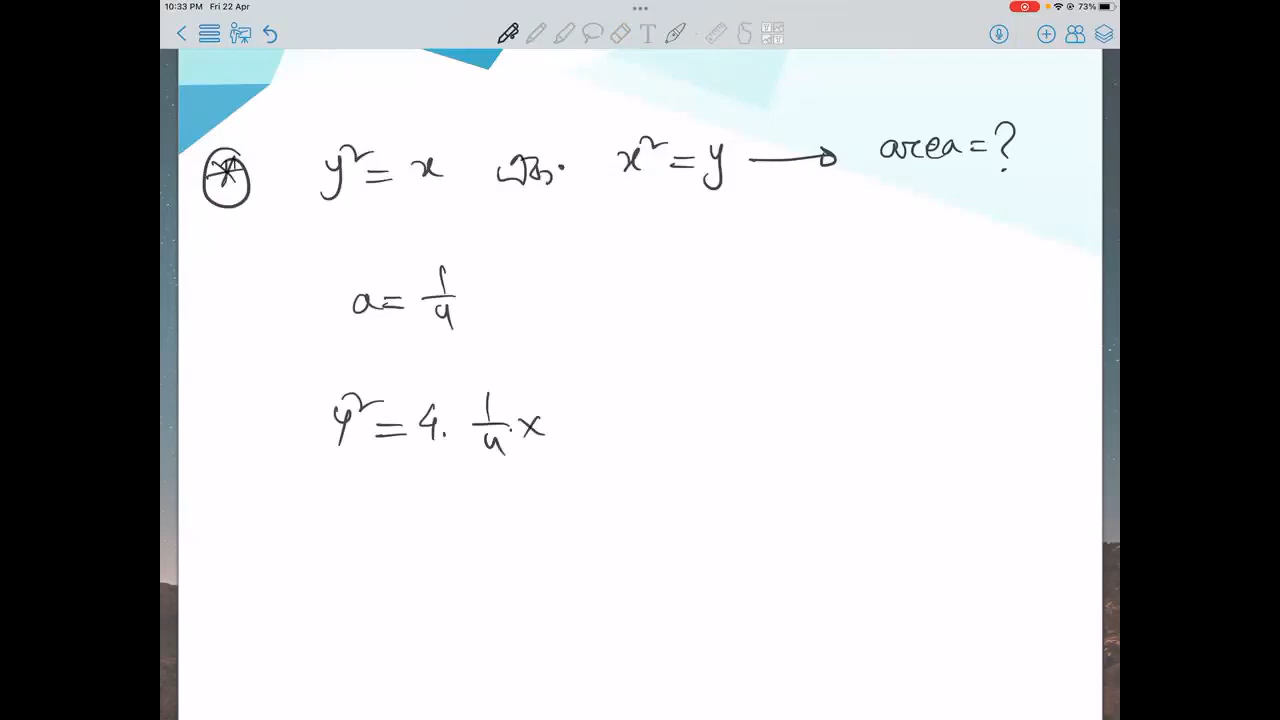 10:33 PM Fri 22 Apr 73%
y² = x এবং x² = y → area = ?
a = 1/4
y² = 4. 1/4 . x